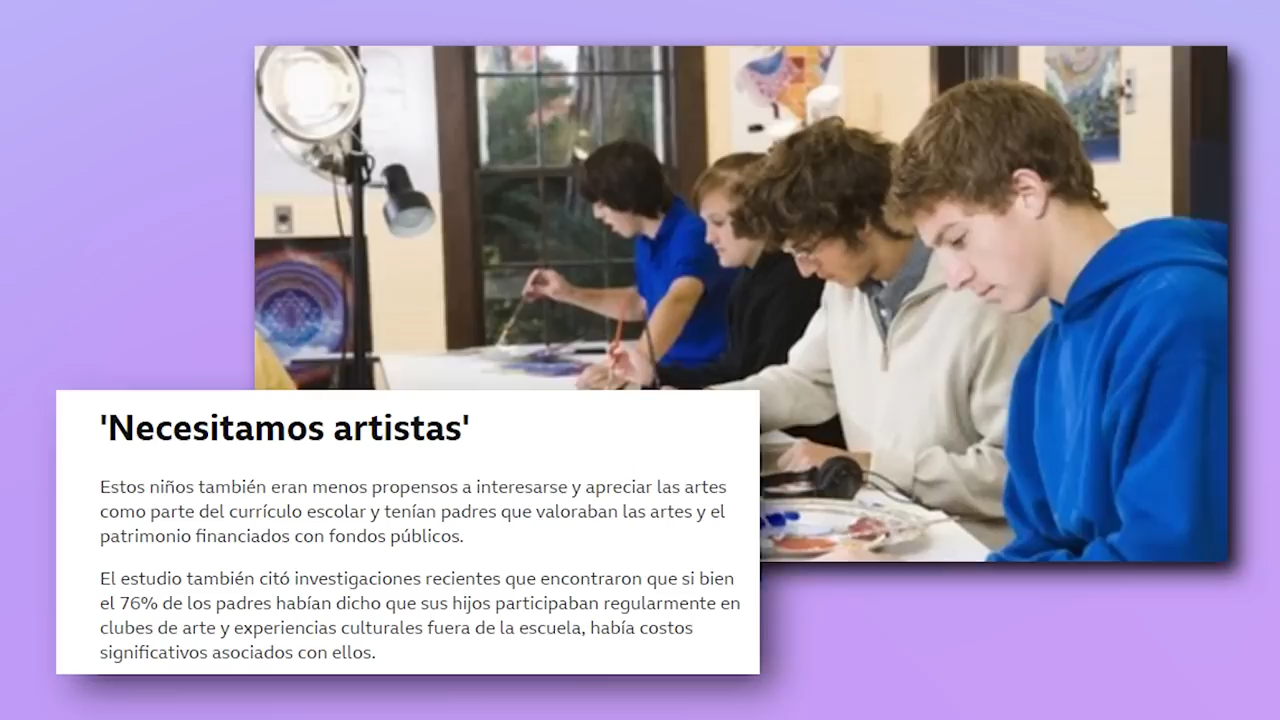 'Necesitamos artistas'
Estos niños también eran menos propensos a interesarse y apreciar las artes
como parte del currículo escolar y tenían padres que valoraban las artes y el
patrimonio financiados con fondos públicos.
El estudio también citó investigaciones recientes que encontraron que si bien
el 76% de los padres habían dicho que sus hijos participaban regularmente en
clubes de arte y experiencias culturales fuera de la escuela, había costos
significativos asociados con ellos.